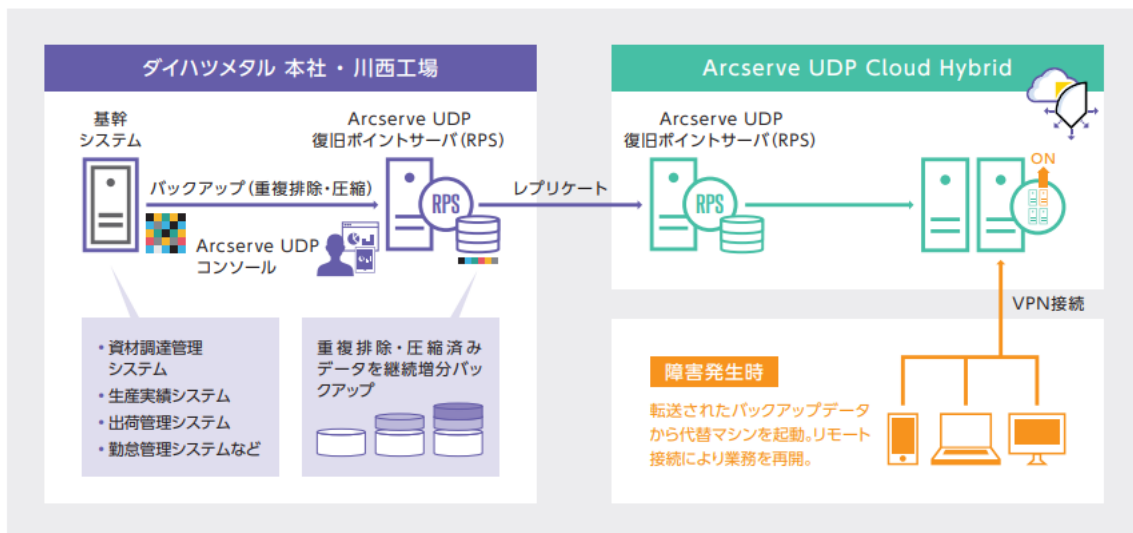 ダイハツメタル 本社・川西工場
基幹
システム
Arcserve UDP
復旧ポイントサーバ(RPS)
バックアップ(重複排除・圧縮)
RPS
Arcserve UDP
コンソール
・資材調達管理
システム
・生産実績システム
・出荷管理システム
・勤怠管理システムなど
重複排除・圧縮済み
データを継続増分バッ
クアップ
レプリケート
Arcserve UDP Cloud Hybrid
Arcserve UDP
復旧ポイントサーバ(RPS)
RPS
ON
VPN接続
障害発生時
転送されたバックアップデータ
から代替マシンを起動。リモート
接続により業務を再開。